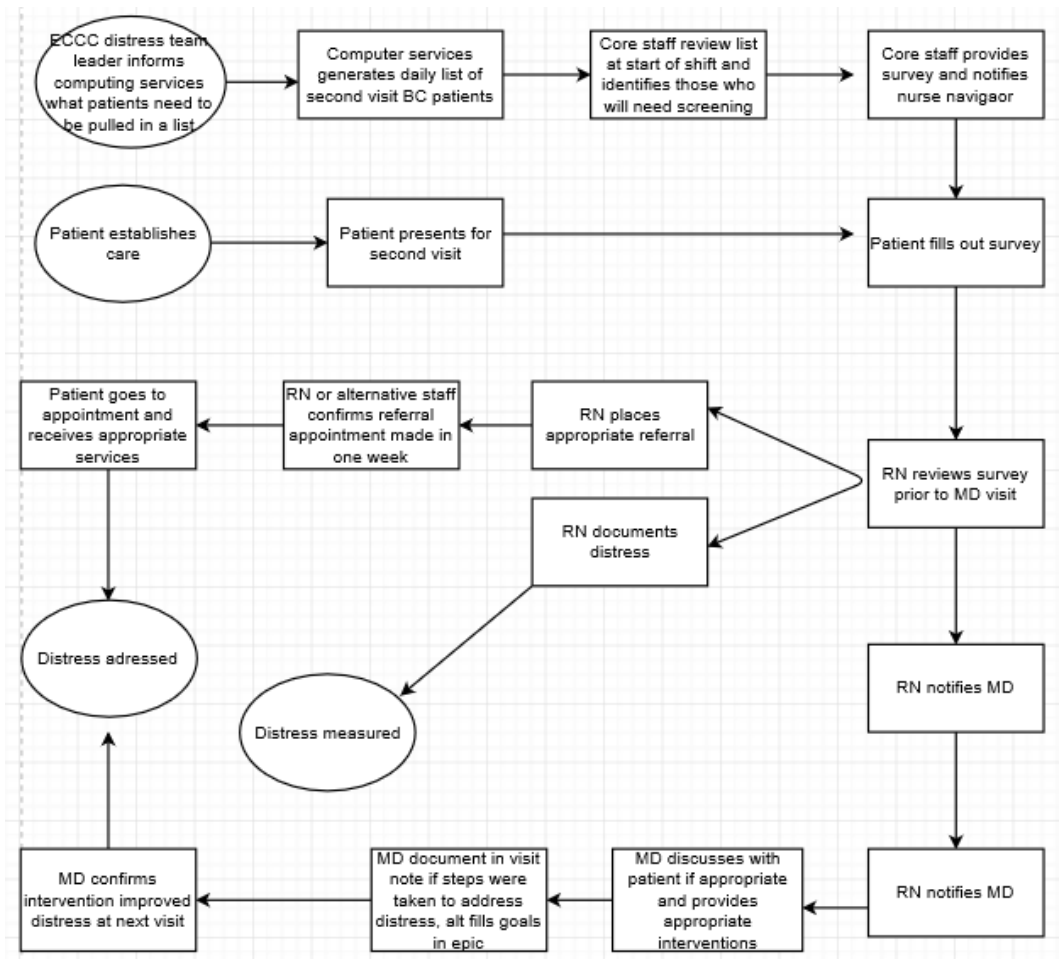 ECCC distress team
leader informs
computing services
what patients need to
be pulled in a list
Computer services
generates daily list of
second visit BC patients
Core staff review list
at start of shift and
identifies those who
will need screening
Core staff provides
survey and notifies
nurse navigaor
Patient establishes
care
Patient presents for
second visit
Patient fills out survey
Patient goes to
appointment and
receives appropriate
services
RN or alternative staff
confirms referral
appointment made in
one week
RN places
appropriate referral
RN reviews survey
prior to MD visit
RN documents
distress
Distress adressed
Distress measured
RN notifies MD
MD confirms
intervention improved
distress at next visit
MD document in visit
note if steps were
taken to address
distress, alt fills goals
in epic
MD discusses with
patient if appropriate
and provides
appropriate
interventions
RN notifies MD